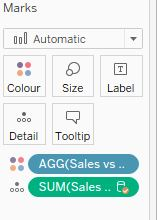 Marks
Automatic
Colour
Size
Label
Detail
Tooltip
AGG(Sales vs ..
SUM(Sales ..